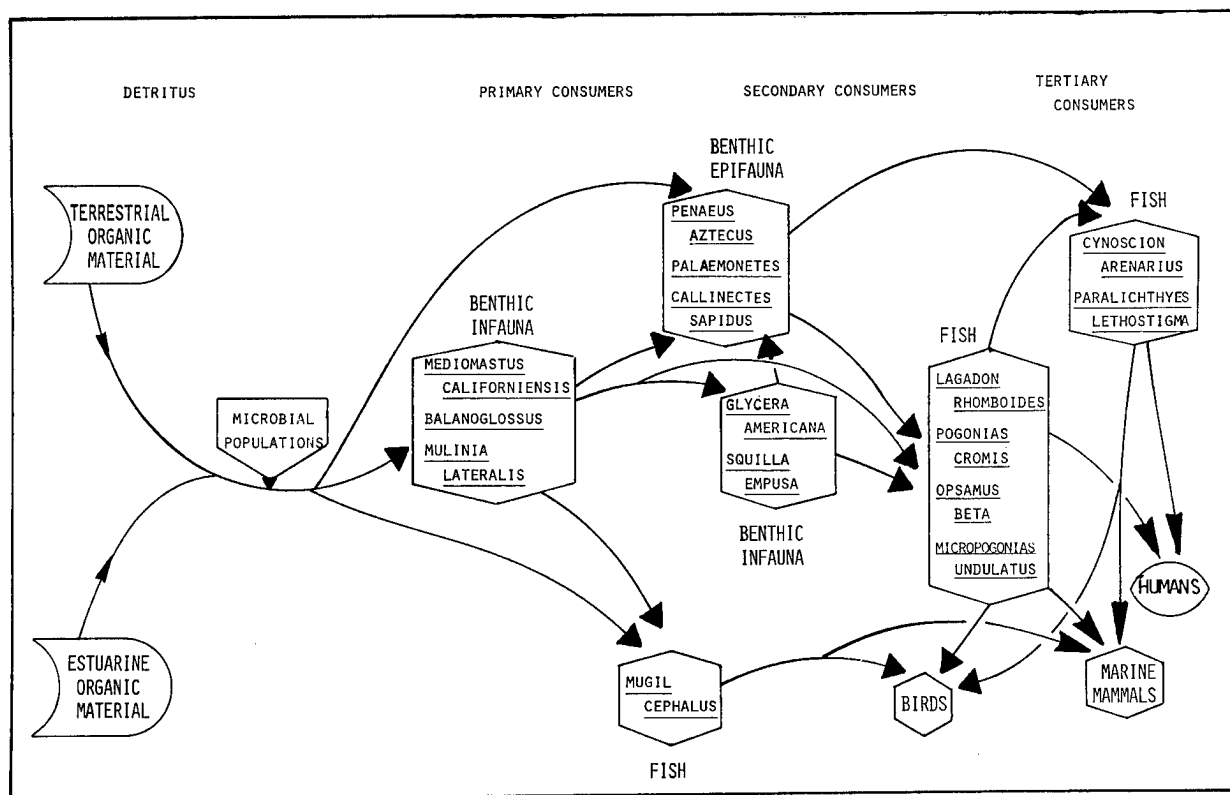 DETRITUS
PRIMARY CONSUMERS
SECONDARY CONSUMERS
TERTIARY
CONSUMERS
TERRESTRIAL
ORGANIC
MATERIAL
ESTUARINE
ORGANIC
MATERIAL
MICROBIAL
POPULATIONS
BENTHIC
INFAUNA
MEDIOMASTUS
CALIFORNIENSIS
BALANOGLOSSUS
MULINIA
LATERALIS
BENTHIC
EPIFAUNA
PENAEUS
AZTECUS
PALAEMONETES
CALLINECTES
SAPIDUS
GLYCERA
AMERICANA
SQUILLA
EMPUSA
BENTHIC
INFAUNA
MUGIL
CEPHALUS
FISH
FISH
LAGADON
RHOMBOIDES
POGONIAS
CROMIS
OPSAMUS
BETA
MICROPOGONIAS
UNDULATUS
FISH
CYNOSCION
ARENARIUS
PARALICHTHYES
LETHOSTIGMA
HUMANS
BIRDS
MARINE
MAMMALS